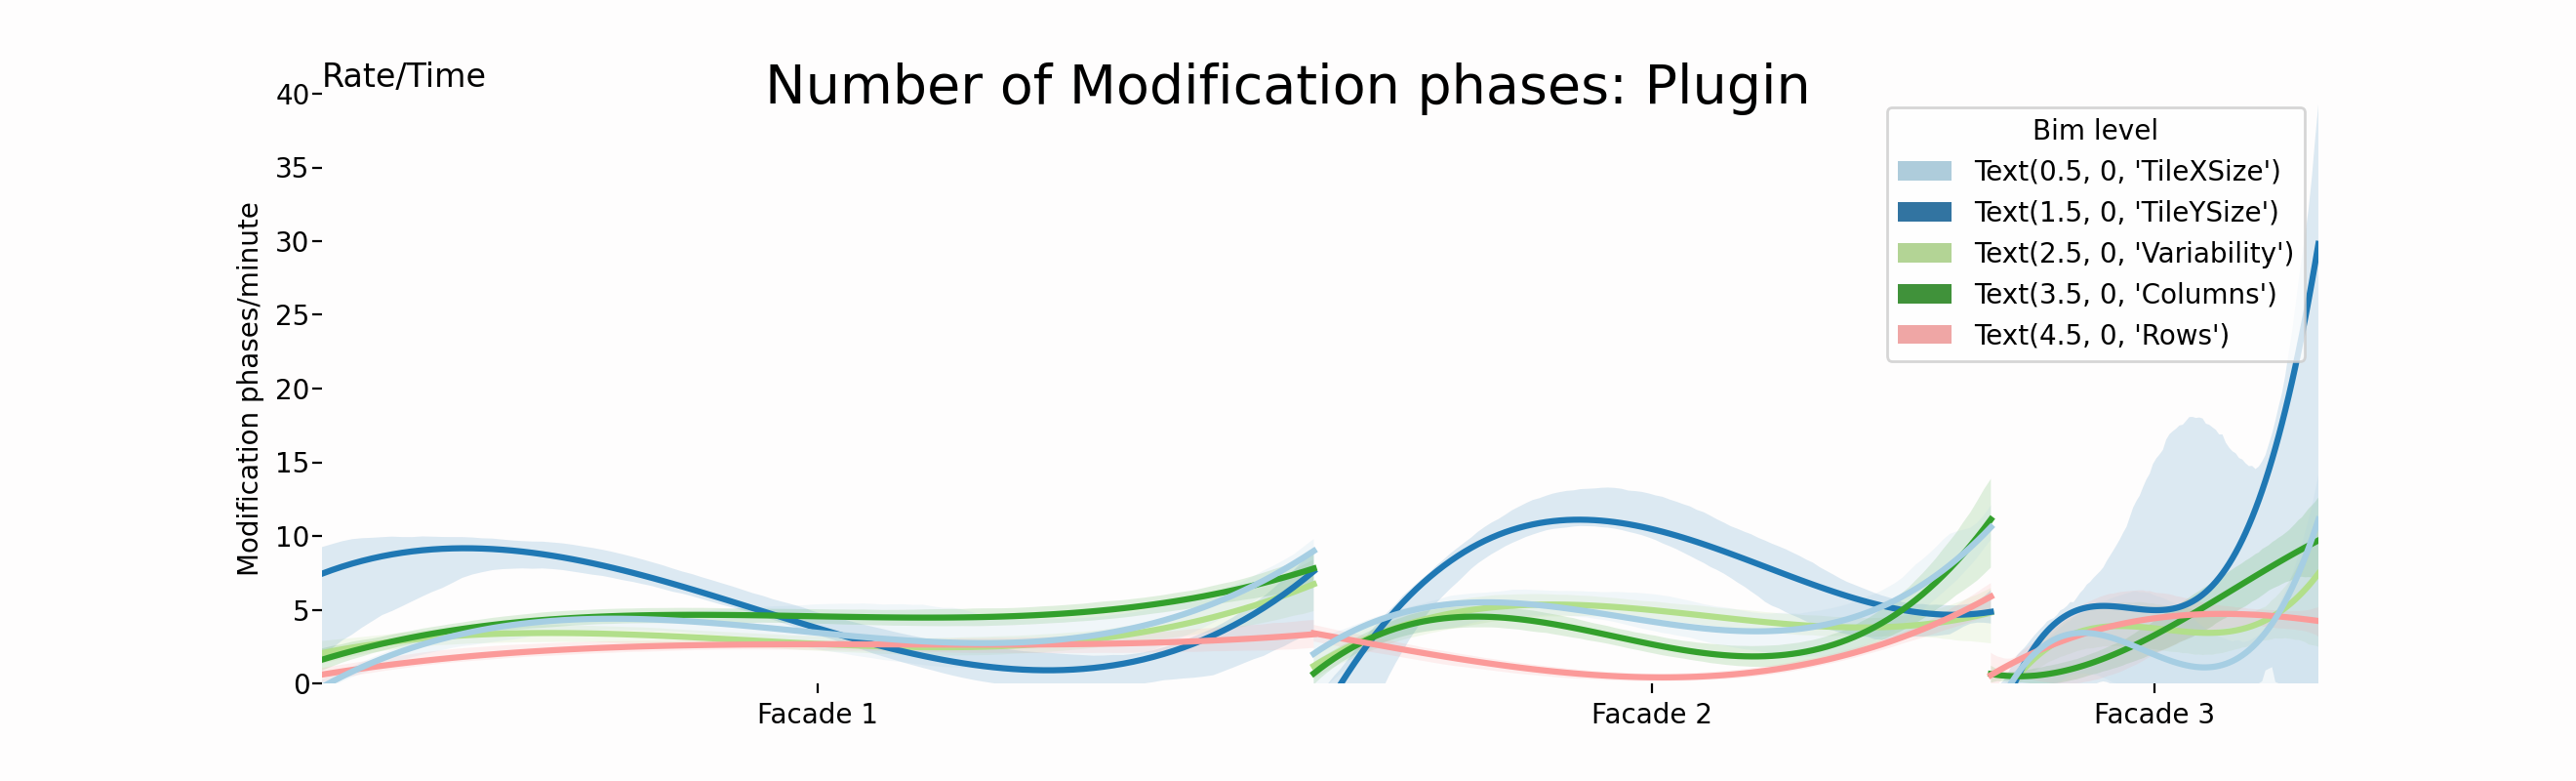 Rate/Time
Number of Modification phases: Plugin
Modification phases/minute
40
35
30
25
20
15
10
5
0
Bim level
Text(0.5, 0, 'TileXSize')
Text(1.5, 0, 'TileYSize')
Text(2.5, 0, 'Variability')
Text(3.5, 0, 'Columns')
Text(4.5, 0, 'Rows')
Facade 1
Facade 2
Facade 3